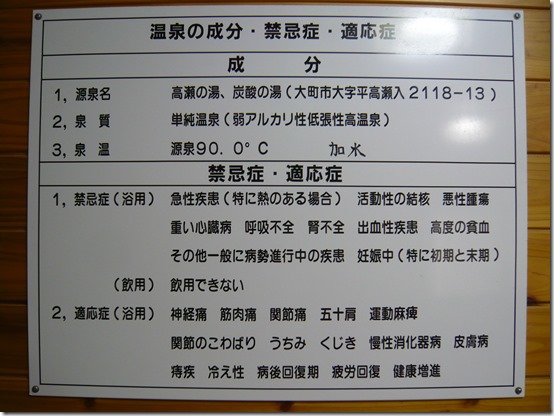 温泉の成分・禁忌症・適応症
成　　分
1, 源泉名　高瀬の湯、炭酸の湯(大町市大字平高瀬入2118-13)
2, 泉　質　単純温泉(弱アルカリ性低張性高温泉)
3, 泉　温　源泉90.0°C　　加水
禁忌症・適応症
1, 禁忌症(浴用)　急性疾患(特に熱のある場合)　活動性の結核　悪性腫瘍
重い心臓病　呼吸不全　腎不全　出血性疾患　高度の貧血
その他一般に病勢進行中の疾患　妊娠中(特に初期と末期)
(飲用)　飲用できない
2, 適応症(浴用)　神経痛　筋肉痛　関節痛　五十肩　運動麻痺
関節のこわばり　うちみ　くじき　慢性消化器病　皮膚病
痔疾　冷え性　病後回復期　疲労回復　健康増進